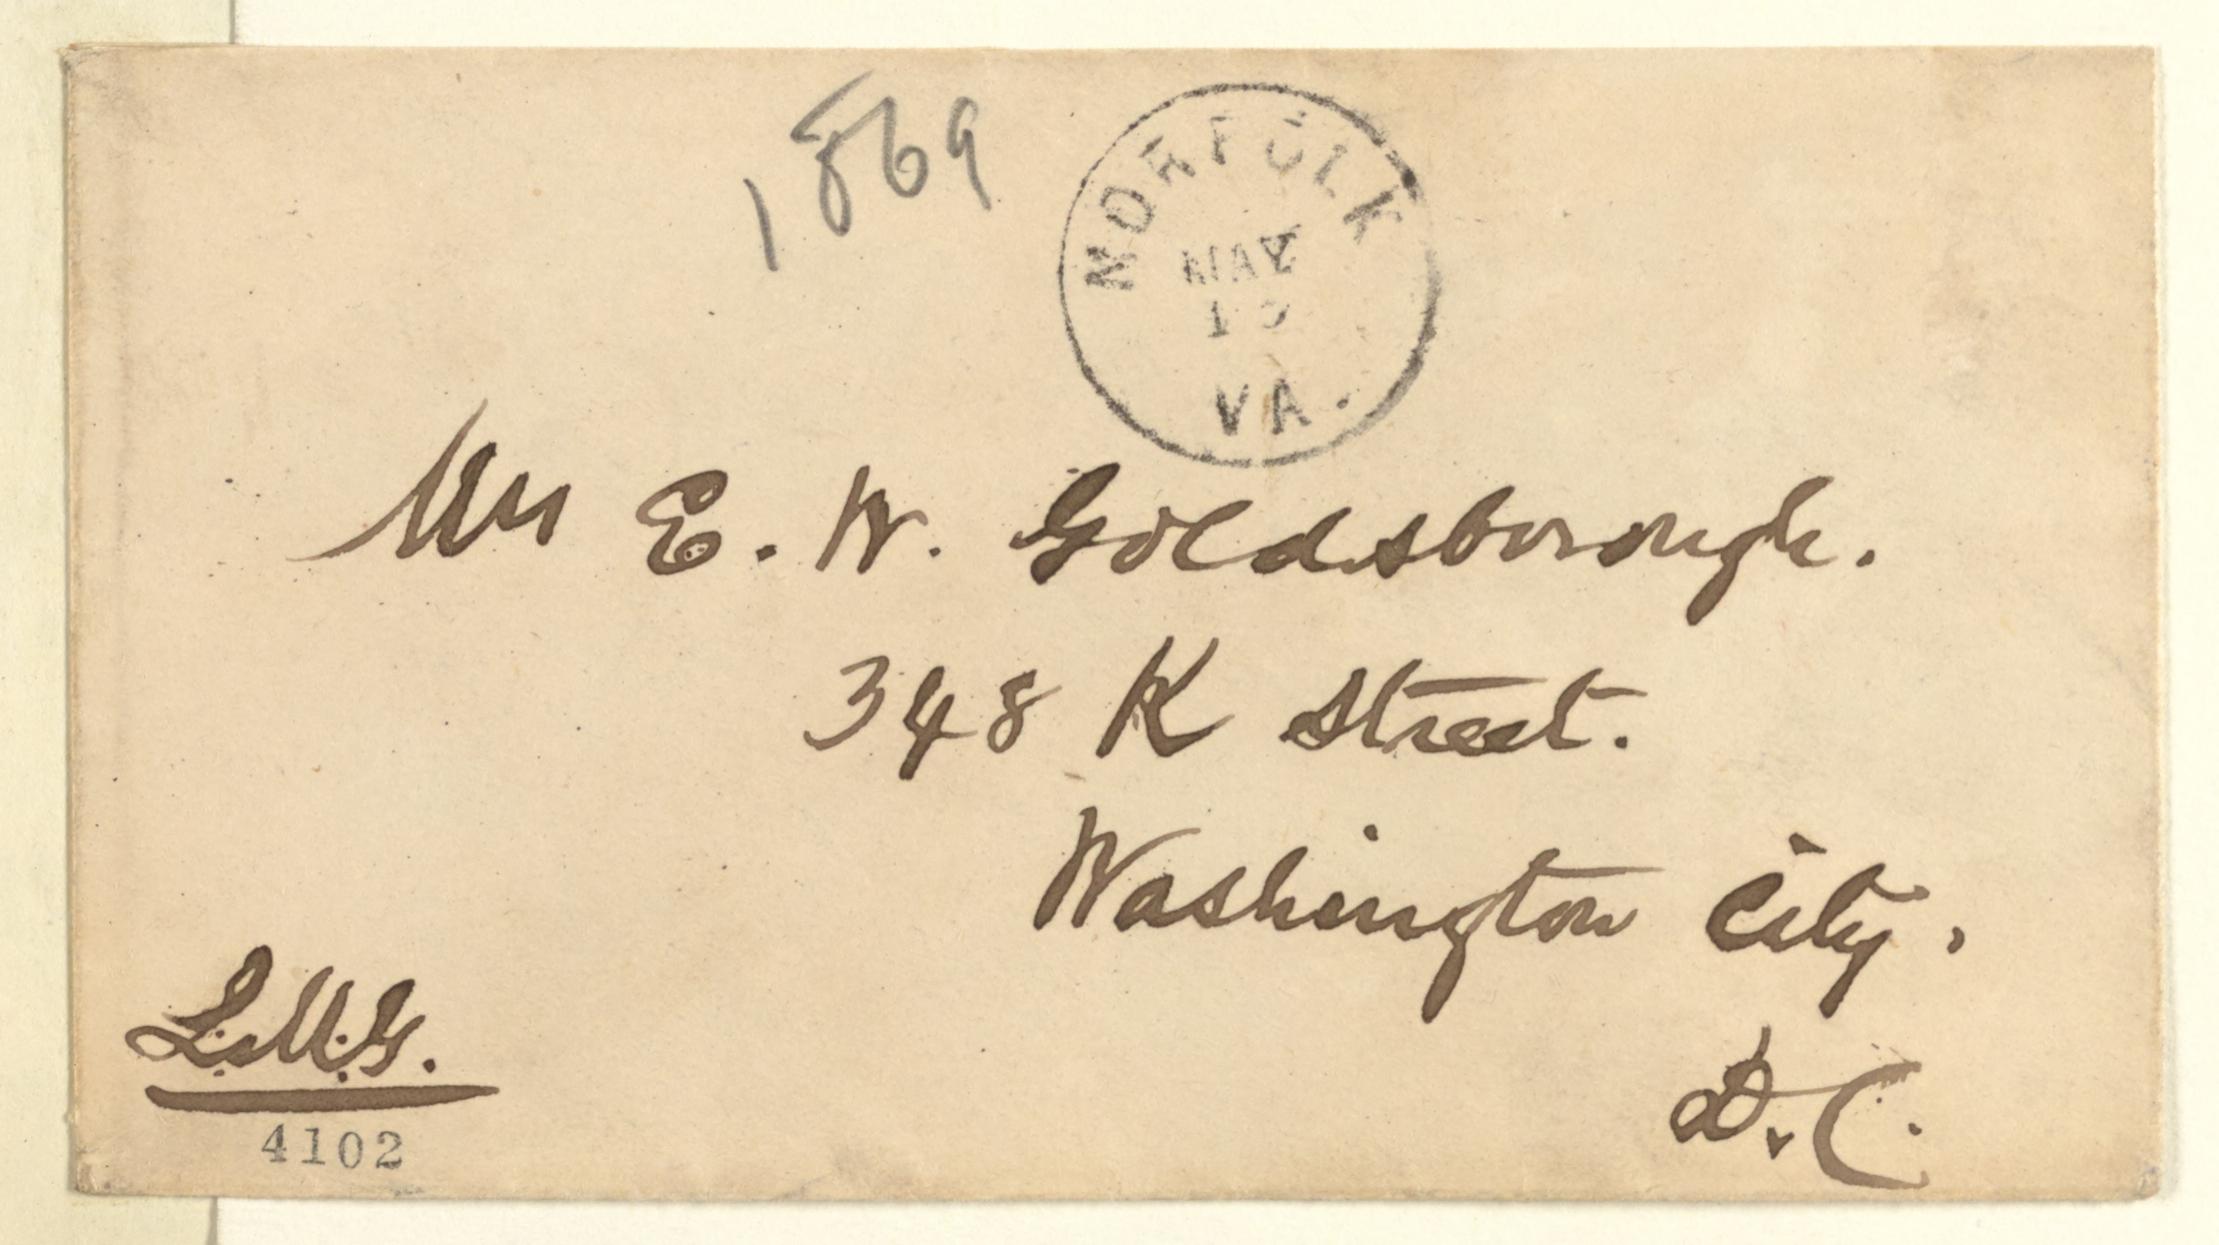 1869
NORFOLK
MAY
VA.
Mrs E. W. Goldsborough.
348 K Street.
Washington City.
D.C.
L.M.G.
4102